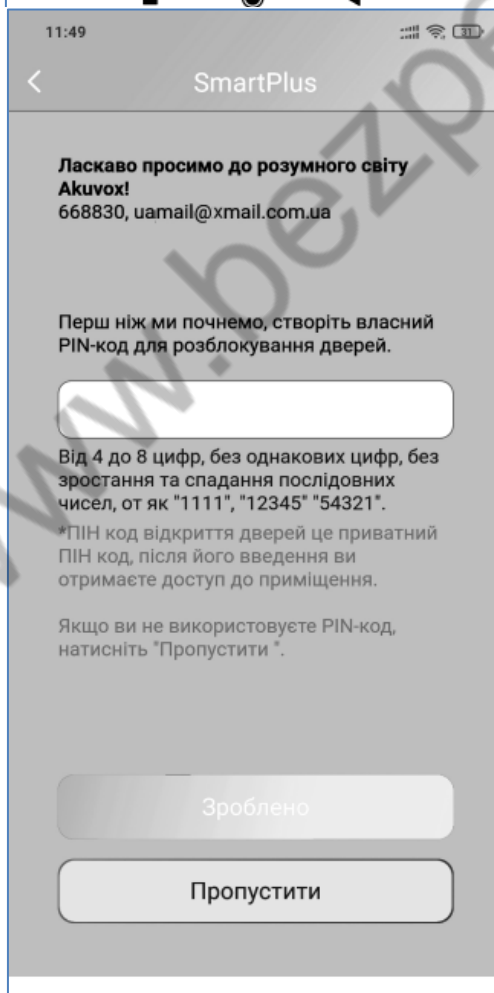 11:49
31
SmartPlus
Ласкаво просимо до розумного світу
Akuvox!
668830, uamail@xmail.com.ua
Перш ніж ми почнемо, створіть власний
PIN-код для розблокування дверей.
Від 4 до 8 цифр, без однакових цифр, без
зростання та спадання послідовних
чисел, от як "1111", "12345" "54321".
*ПІН код відкриття дверей це приватний
ПІН код, після його введення ви
отримаєте доступ до приміщення.
Якщо ви не використовуєте PIN-код,
натисніть "Пропустити ".
Зроблено
Пропустити
www.bezpe